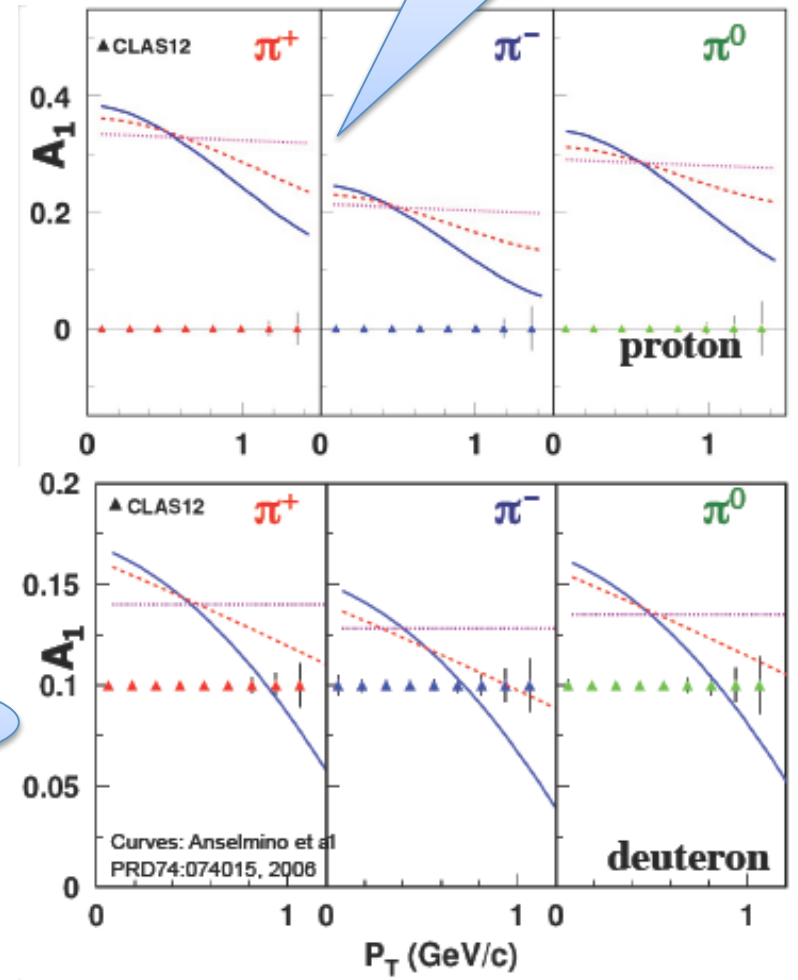 ▲CLAS12 π⁺ π⁻ π⁰
0.4
A₁
0.2
0
proton
0 1 0 1 0 1
0.2
▲ CLAS12 π⁺ π⁻ π⁰
0.15
A₁
0.1
0.05
Curves: Anselmino et al
PRD74:074015, 2006
deuteron
0
0 1 0 1 0 1
P_T (GeV/c)